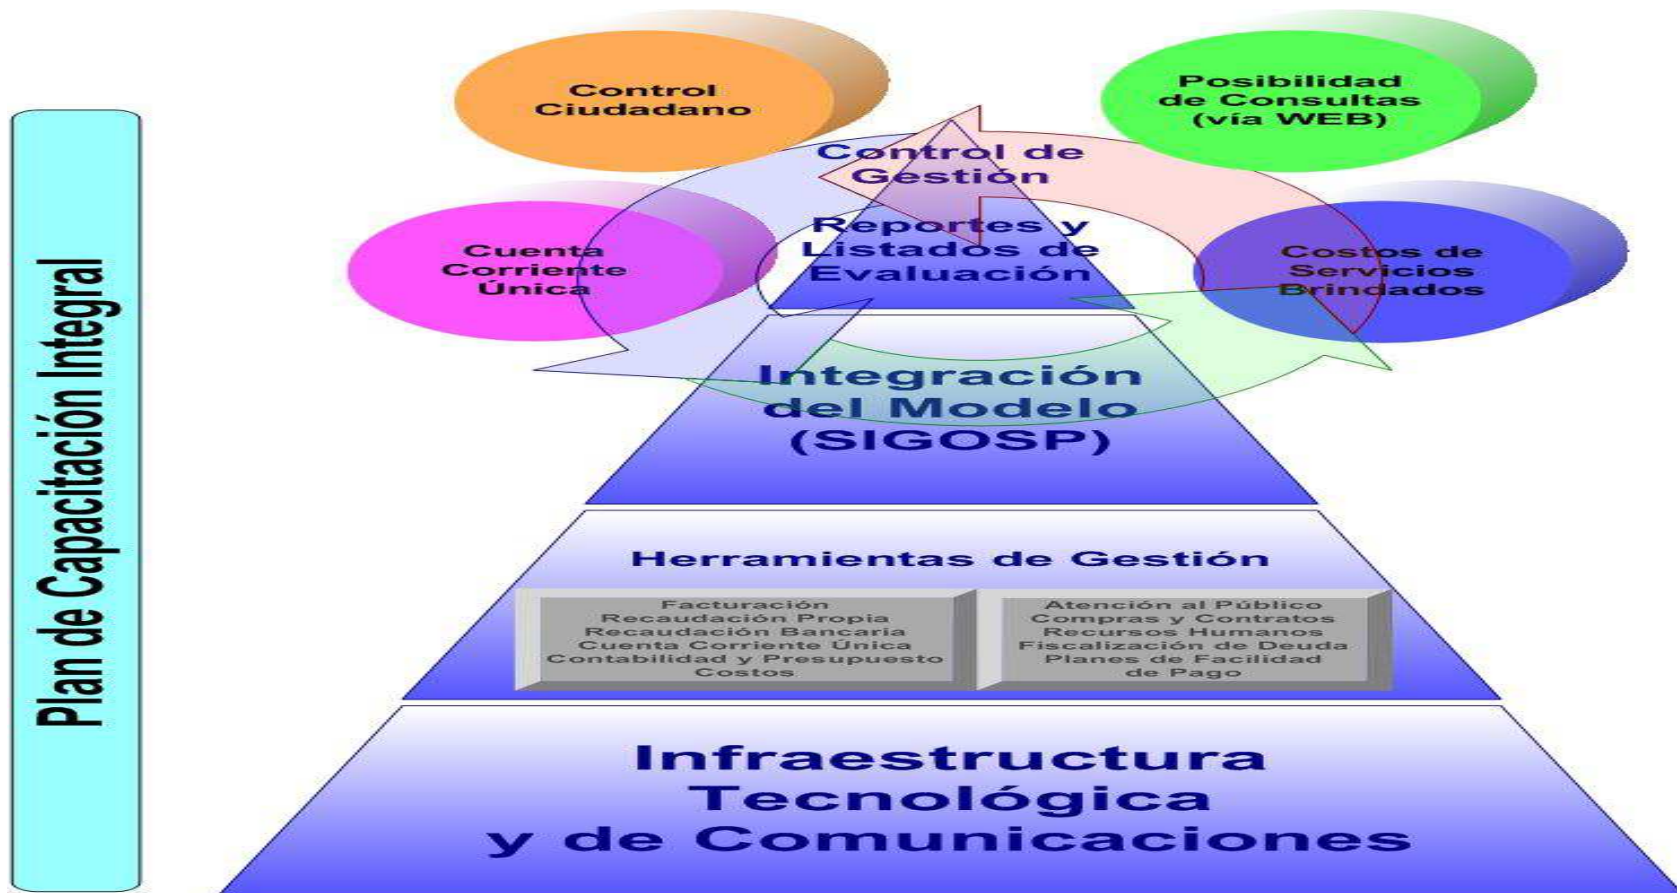 Plan de Capacitación Integral
Control
Ciudadano
Posibilidad
de Consultas
(vía WEB)
Cuenta
Corriente
Única
Costos de
Servicios
Brindados
Control de
Gestión
Reportes y
Listados de
Evaluación
Integración
del Modelo
(SIGOSP)
Herramientas de Gestión
Facturación
Recaudación Propia
Recaudación Bancaria
Cuenta Corriente Única
Contabilidad y Presupuesto
Costos
Atención al Público
Compras y Contratos
Recursos Humanos
Fiscalización de Deuda
Planes de Facilidad
de Pago
Infraestructura
Tecnológica
y de Comunicaciones